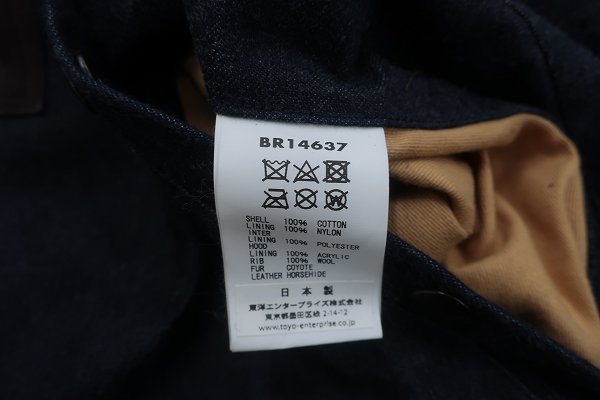 BR14637
SHELL 100% COTTON
LINING 100% NYLON
INTER
LINING 100% POLYESTER
HOOD
LINING 100% ACRYLIC
RIB 100% WOOL
FUR COYOTE
LEATHER HORSEHIDE
日本製
東洋エンタープライズ株式会社
東京都墨田区緑2-14-12
www.toyo-enterprise.co.jp